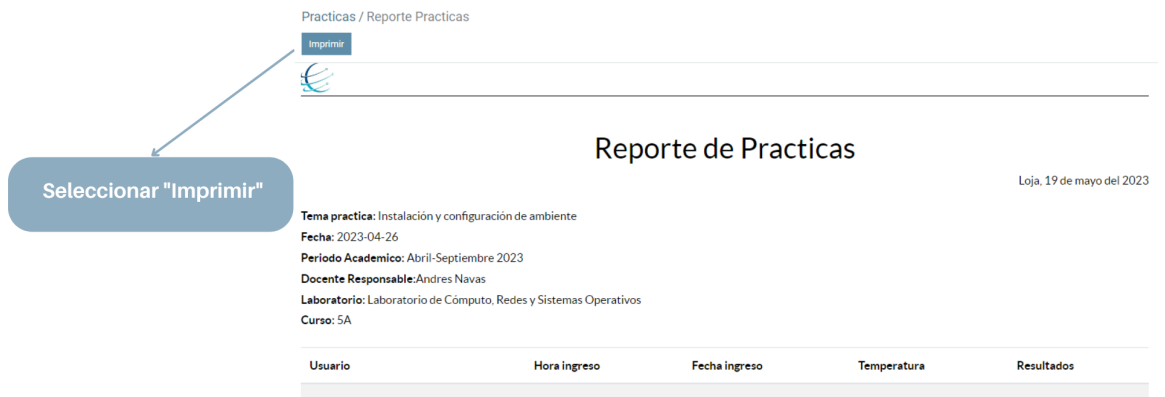 Practicas / Reporte Practicas
Imprimir
Seleccionar "Imprimir"
Reporte de Practicas
Loja, 19 de mayo del 2023
Tema practica: Instalación y configuración de ambiente
Fecha: 2023-04-26
Periodo Academico: Abril-Septiembre 2023
Docente Responsable:Andres Navas
Laboratorio: Laboratorio de Cómputo, Redes y Sistemas Operativos
Curso: 5A
Usuario Hora ingreso Fecha ingreso Temperatura Resultados